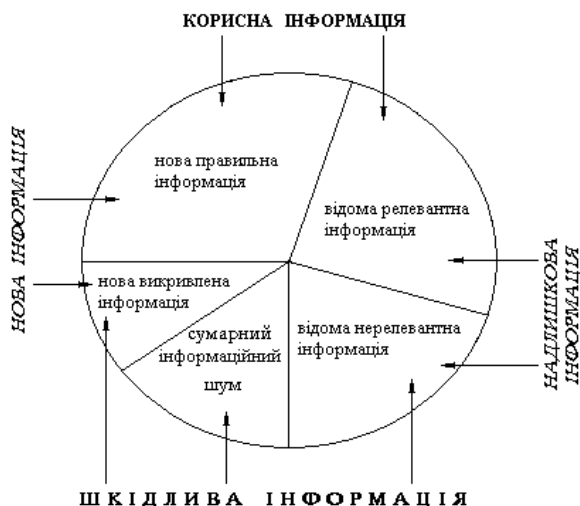 КОРИСНА ІНФОРМАЦІЯ
НОВА ІНФОРМАЦІЯ
нова правильна
інформація
відома релевантна
інформація
нова викривлена
інформація
сумарний
інформаційний
шум
відома нерелевантна
інформація
НАДЛИШКОВА
ІНФОРМАЦІЯ
ШКІДЛИВА ІНФОРМАЦІЯ